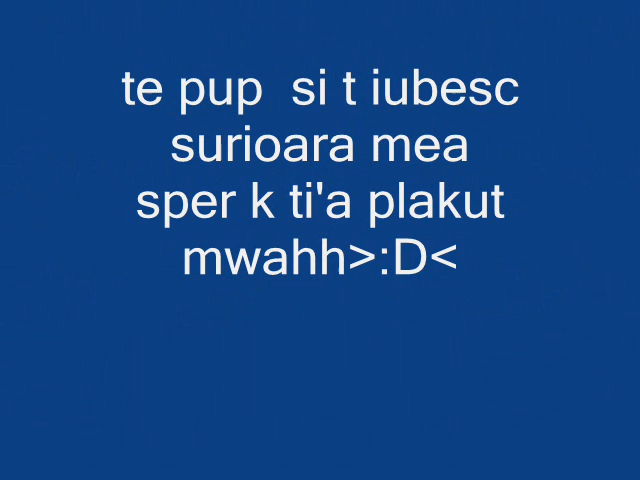 te pup  si t iubesc
surioara mea
sper k ti'a plakut
mwahh>:D<